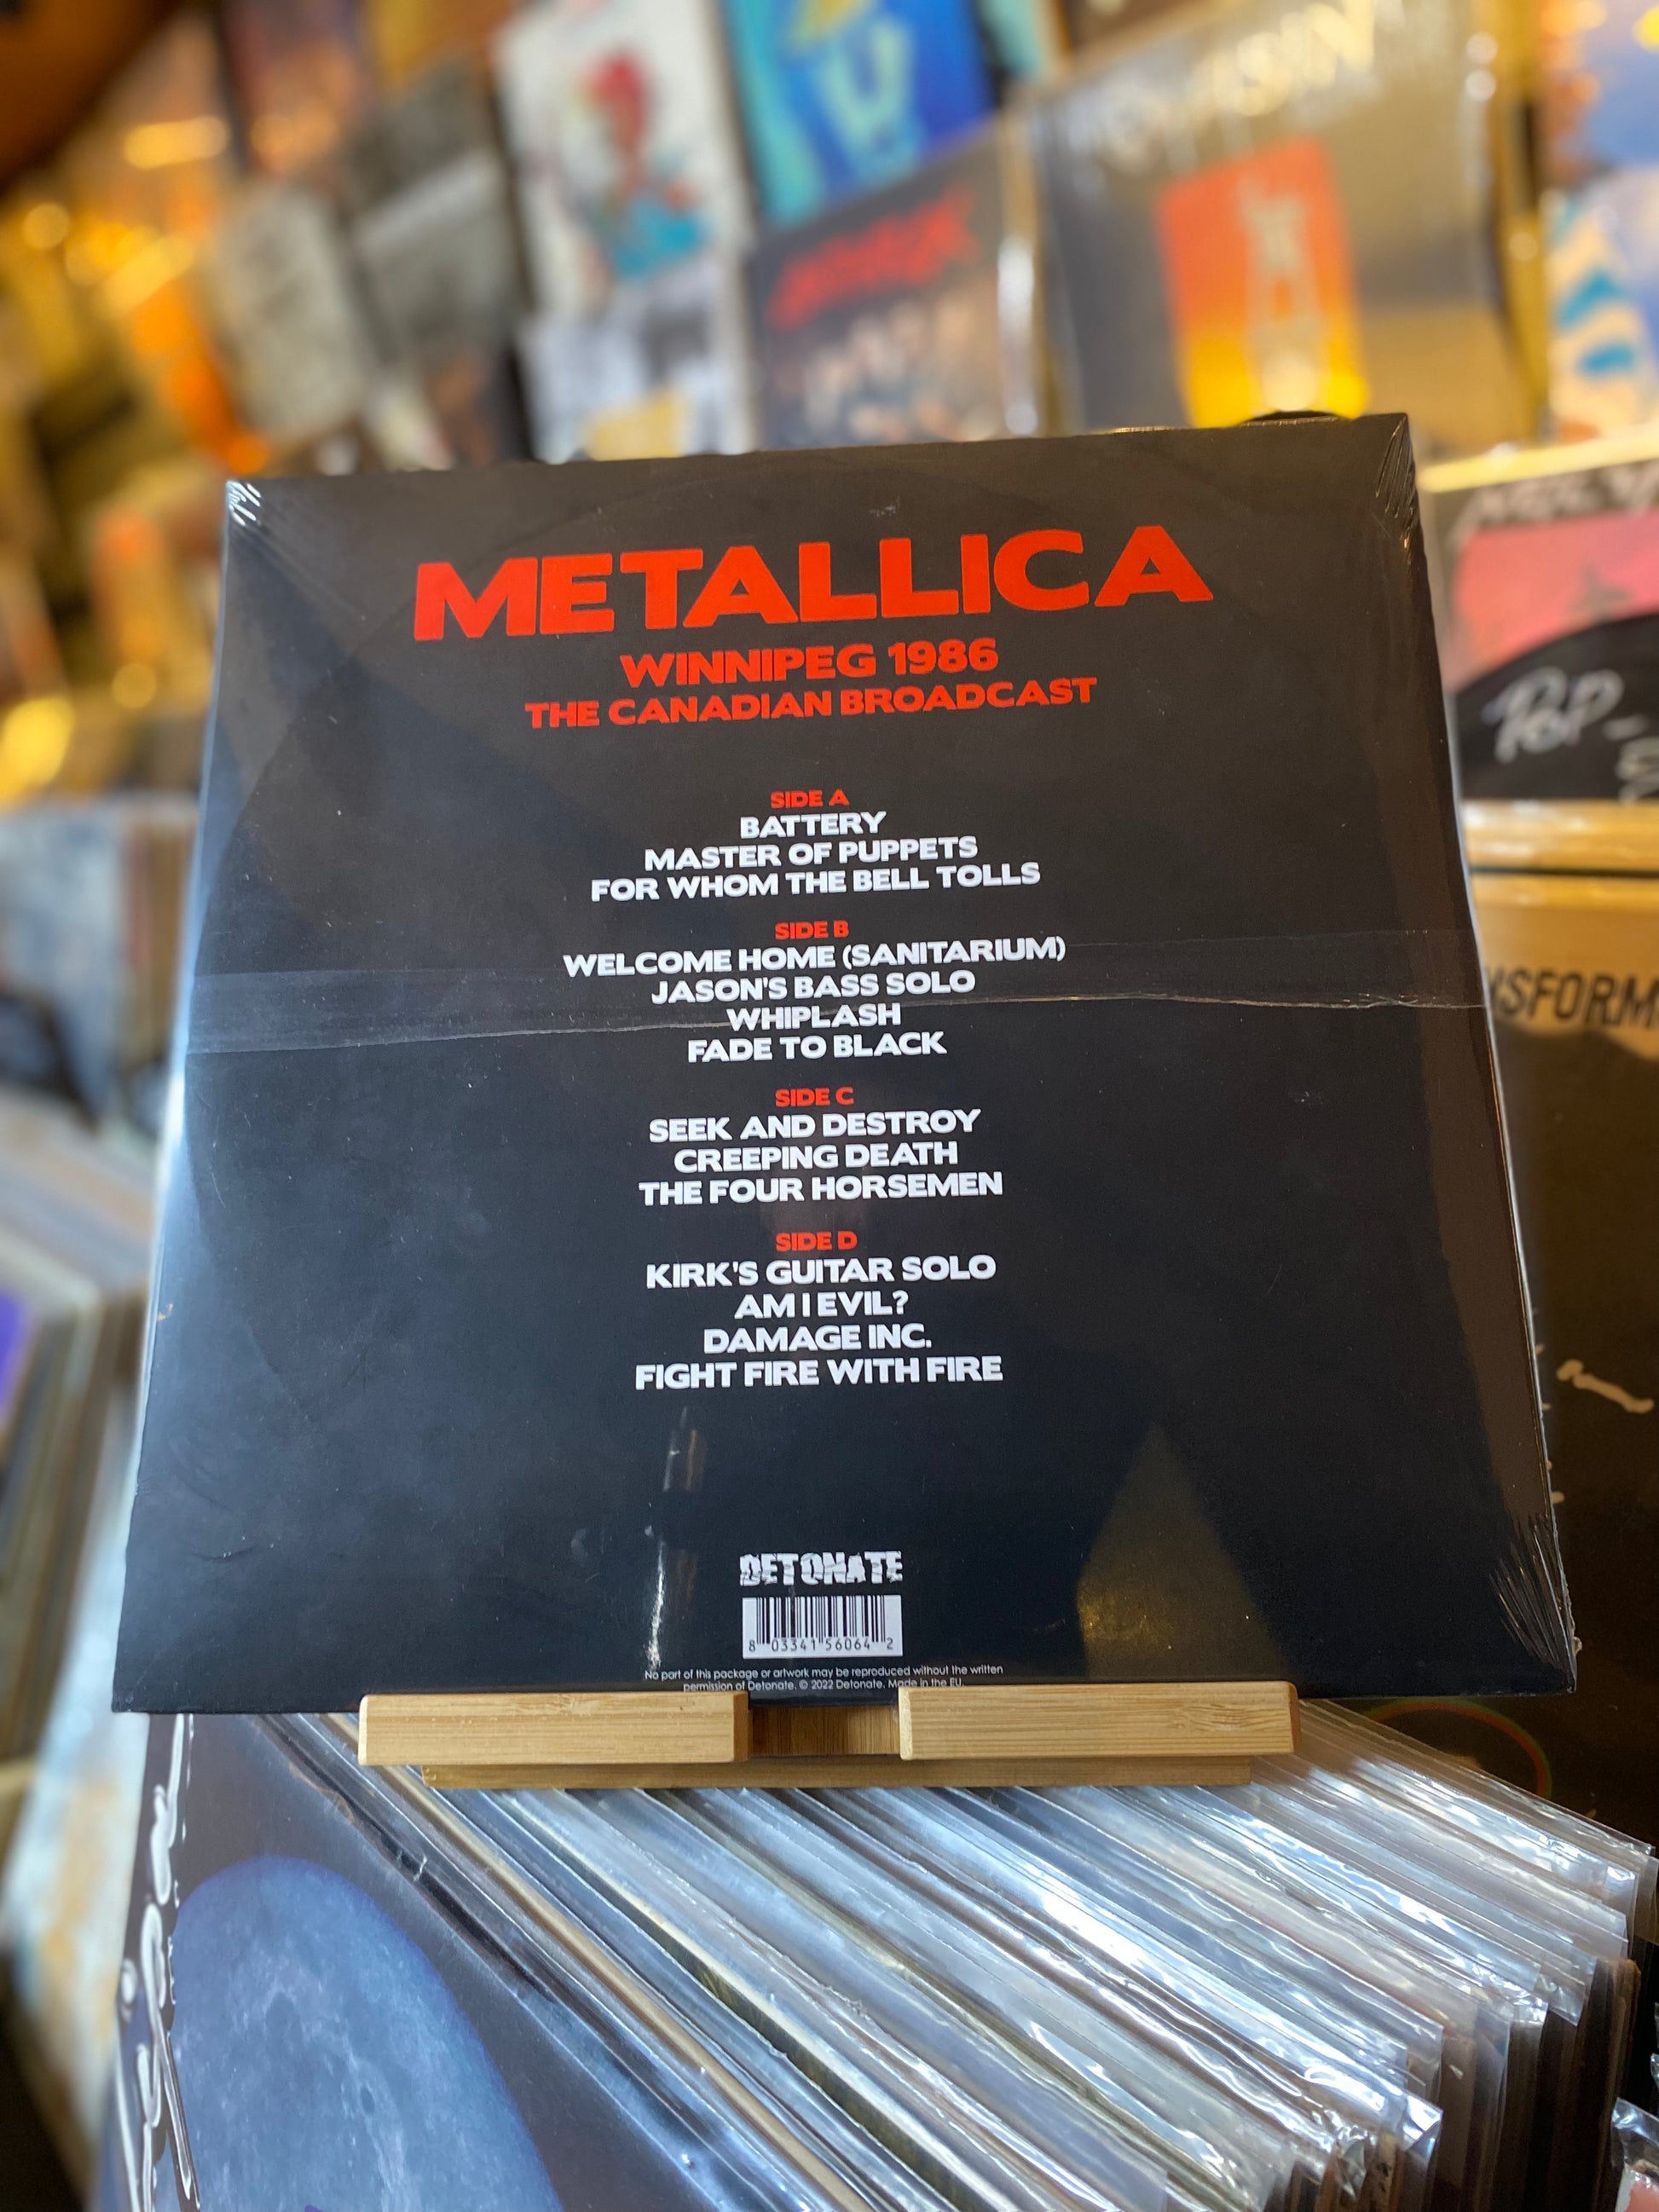 METALLICA
WINNIPEG 1986
THE CANADIAN BROADCAST
SIDE A
BATTERY
MASTER OF PUPPETS
FOR WHOM THE BELL TOLLS
SIDE B
WELCOME HOME (SANITARIUM)
JASON'S BASS SOLO
WHIPLASH
FADE TO BLACK
SIDE C
SEEK AND DESTROY
CREEPING DEATH
THE FOUR HORSEMEN
SIDE D
KIRK'S GUITAR SOLO
AM I EVIL?
DAMAGE INC.
FIGHT FIRE WITH FIRE
DETONATE
8 03341 56064 2
No part of this package or artwork may be reproduced without the written
permission of Detonate. © 2022 Detonate. Made in the EU.
POP-
NSFORM